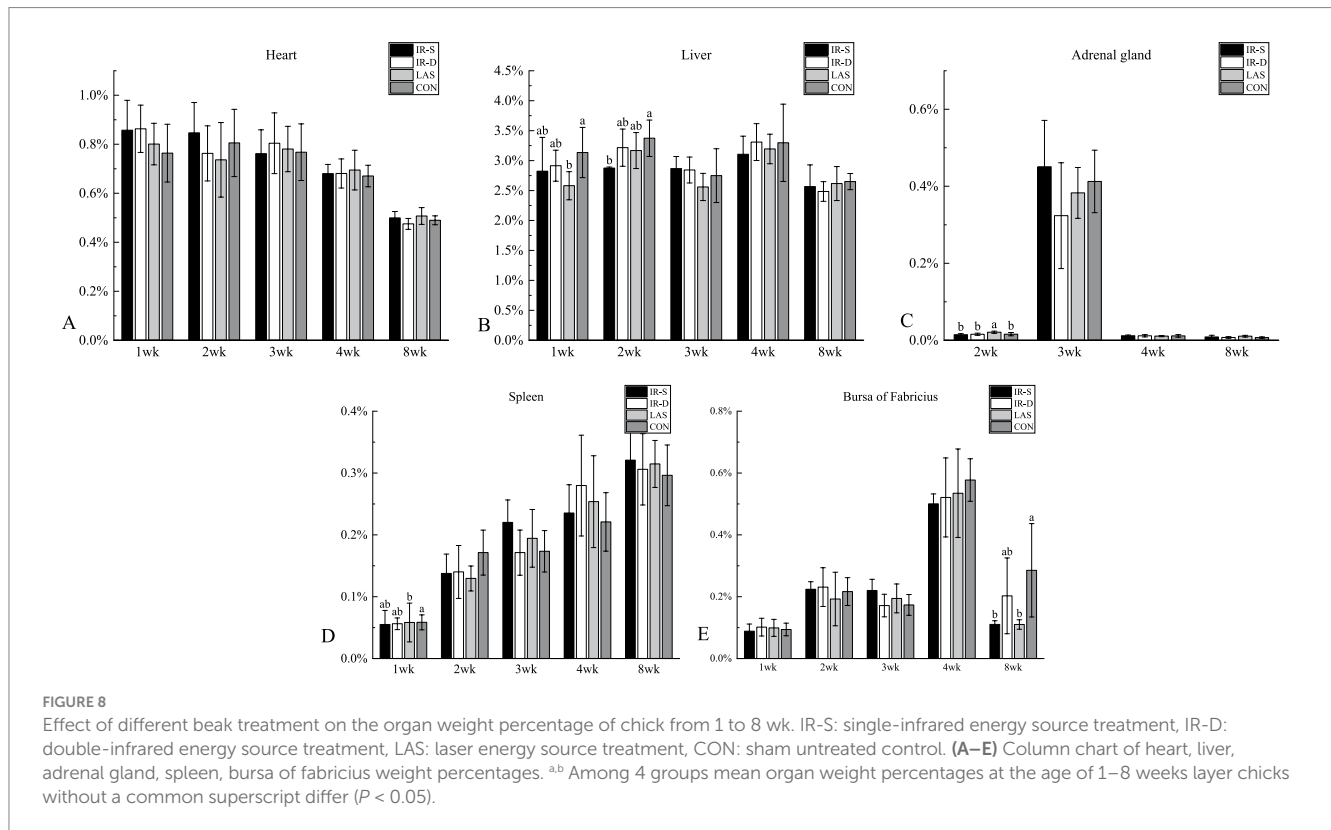 Heart
IR-S
IR-D
LAS
CON
1.0%
0.8%
0.6%
0.4%
0.2%
0.0%
A
1wk 2wk 3wk 4wk 8wk
Liver
IR-S
IR-D
LAS
CON
4.5%
4.0%
3.5%
3.0%
2.5%
2.0%
1.5%
1.0%
0.5%
0.0%
ab ab b a
b ab ab a
B
1wk 2wk 3wk 4wk 8wk
Adrenal gland
IR-S
IR-D
LAS
CON
0.6%
0.4%
0.2%
0.0%
b b a b
C
2wk 3wk 4wk 8wk
Spleen
IR-S
IR-D
LAS
CON
0.4%
0.3%
0.2%
0.1%
0.0%
ab ab b a
D
1wk 2wk 3wk 4wk 8wk
Bursa of Fabricius
IR-S
IR-D
LAS
CON
0.8%
0.6%
0.4%
0.2%
0.0%
b ab b a
E
1wk 2wk 3wk 4wk 8wk
FIGURE 8
Effect of different beak treatment on the organ weight percentage of chick from 1 to 8 wk. IR-S: single-infrared energy source treatment, IR-D:
double-infrared energy source treatment, LAS: laser energy source treatment, CON: sham untreated control. (A–E) Column chart of heart, liver,
adrenal gland, spleen, bursa of fabricius weight percentages. a,b Among 4 groups mean organ weight percentages at the age of 1–8 weeks layer chicks
without a common superscript differ (P < 0.05).